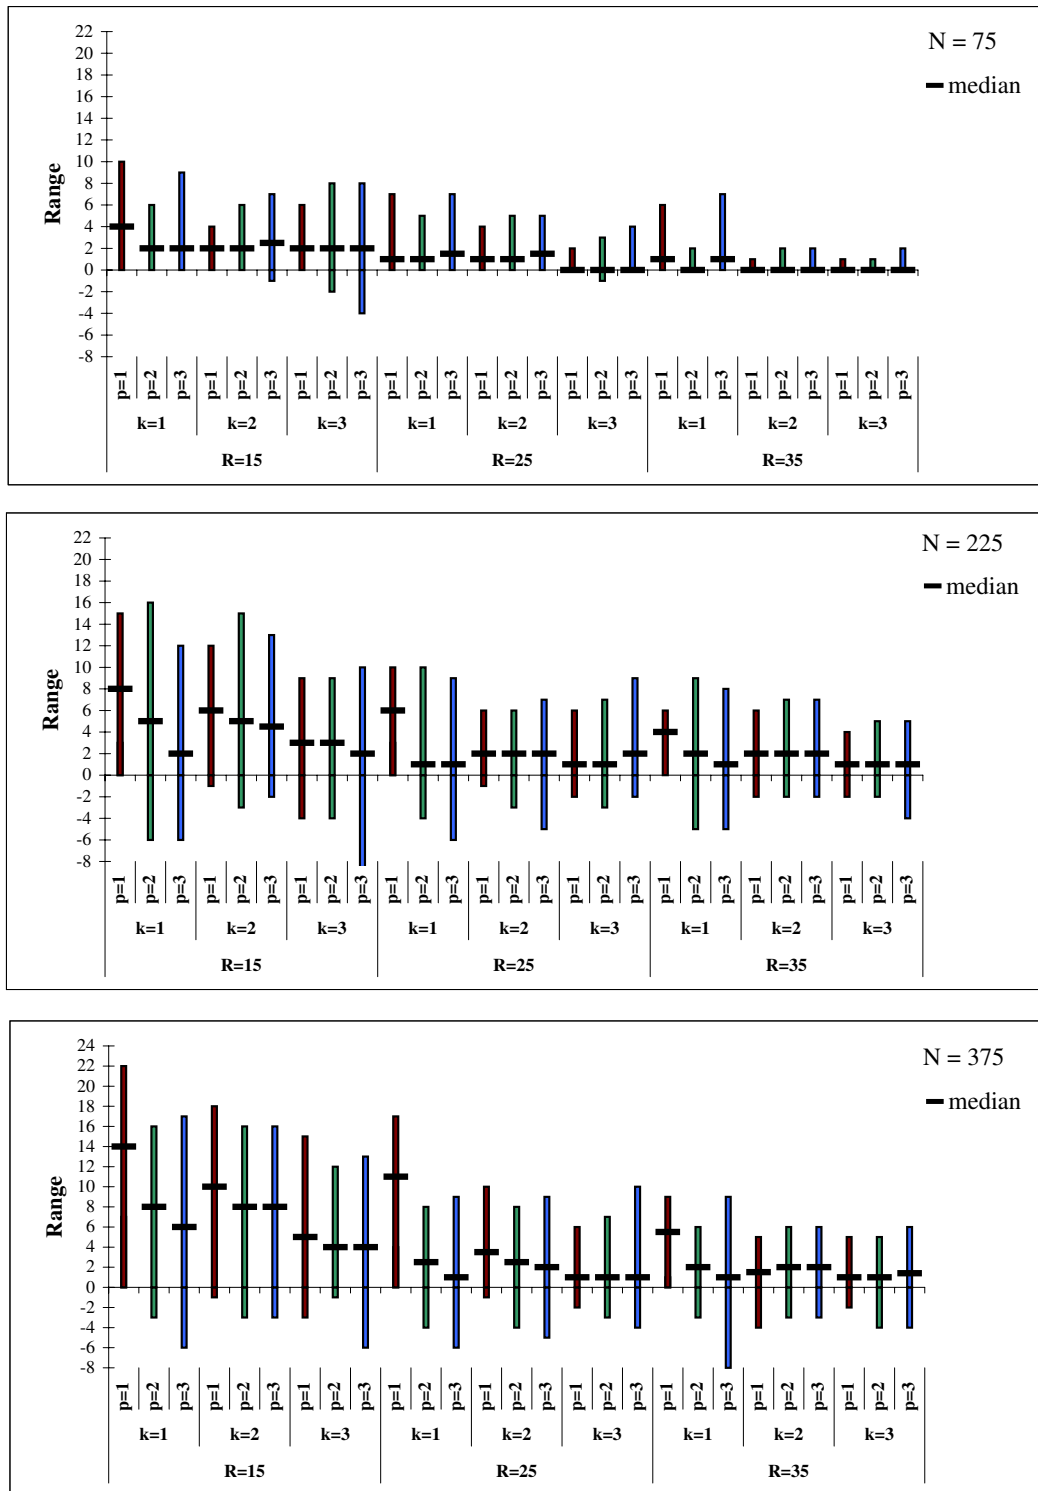 N = 75
median
Range
22
20
18
16
14
12
10
8
6
4
2
0
-2
-4
-6
-8
p=1 p=2 p=3 p=1 p=2 p=3 p=1 p=2 p=3 p=1 p=2 p=3 p=1 p=2 p=3 p=1 p=2 p=3 p=1 p=2 p=3 p=1 p=2 p=3 p=1 p=2 p=3
k=1 k=2 k=3 k=1 k=2 k=3 k=1 k=2 k=3
R=15 R=25 R=35
N = 225
median
Range
22
20
18
16
14
12
10
8
6
4
2
0
-2
-4
-6
-8
p=1 p=2 p=3 p=1 p=2 p=3 p=1 p=2 p=3 p=1 p=2 p=3 p=1 p=2 p=3 p=1 p=2 p=3 p=1 p=2 p=3 p=1 p=2 p=3 p=1 p=2 p=3
k=1 k=2 k=3 k=1 k=2 k=3 k=1 k=2 k=3
R=15 R=25 R=35
N = 375
median
Range
24
22
20
18
16
14
12
10
8
6
4
2
0
-2
-4
-6
-8
p=1 p=2 p=3 p=1 p=2 p=3 p=1 p=2 p=3 p=1 p=2 p=3 p=1 p=2 p=3 p=1 p=2 p=3 p=1 p=2 p=3 p=1 p=2 p=3 p=1 p=2 p=3
k=1 k=2 k=3 k=1 k=2 k=3 k=1 k=2 k=3
R=15 R=25 R=35